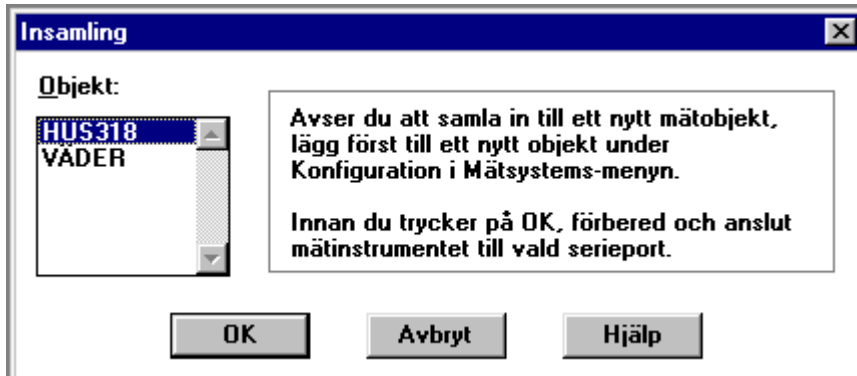 Insamling
Objekt:
HUS318
VÄDER
Avser du att samla in till ett nytt mätobjekt,
lägg först till ett nytt objekt under
Konfiguration i Mätsystems-menyn.
Innan du trycker på OK, förbered och anslut
mätinstrumentet till vald serieport.
OK
Avbryt
Hjälp